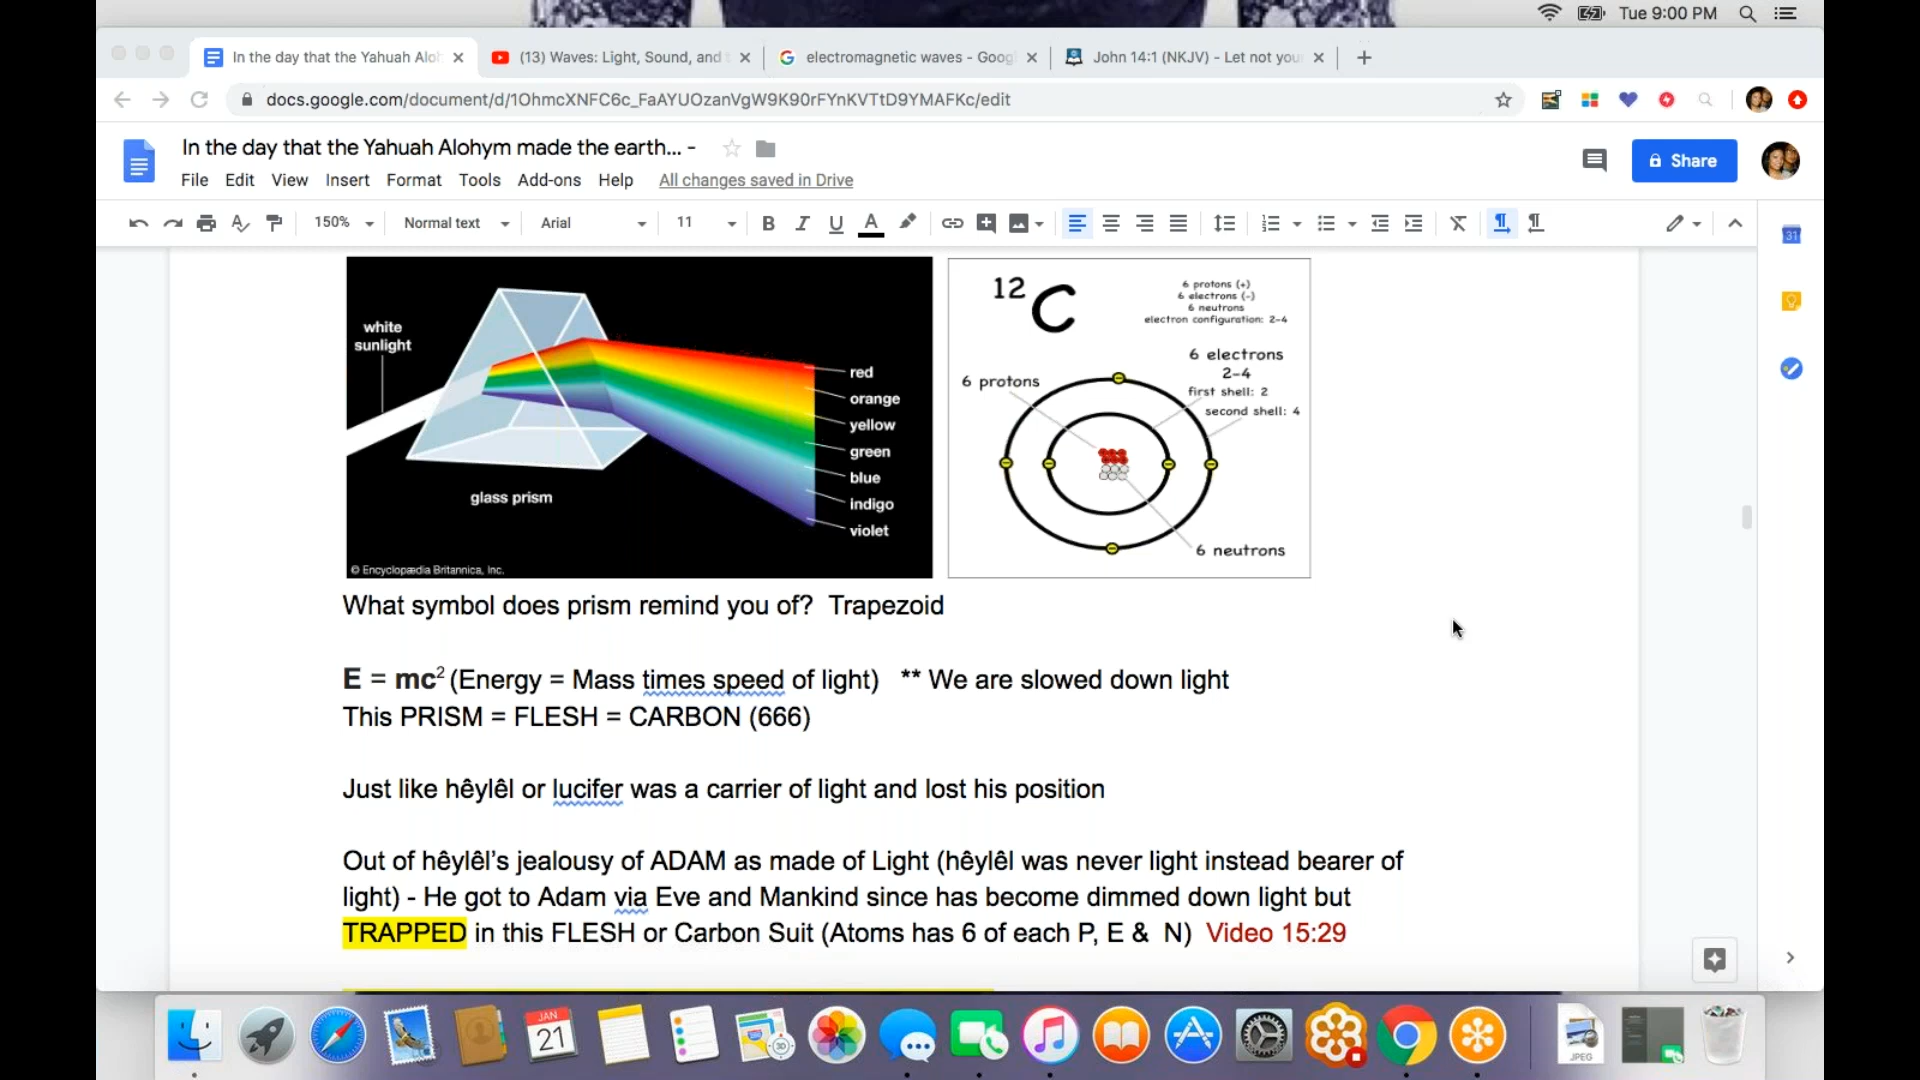 Tue 9:00 PM
In the day that the Yahuah Aloh
(13) Waves: Light, Sound, and
electromagnetic waves - Goog
John 14:1 (NKJV) - Let not you
docs.google.com/document/d/1OhmcXNFC6c_FaAYUOzanVgW9K90rFYnKVTtD9YMAFKc/edit
In the day that the Yahuah Alohym made the earth... -
Share
File Edit View Insert Format Tools Add-ons Help All changes saved in Drive
150% Normal text Arial 11 B I U A
31
white
sunlight
glass prism
red
orange
yellow
green
blue
indigo
violet
© Encyclopædia Britannica, Inc.
12 C
6 protons (+)
6 electrons (-)
6 neutrons
electron configuration: 2-4
6 electrons
2-4
first shell: 2
second shell: 4
6 protons
6 neutrons
What symbol does prism remind you of? Trapezoid
E = mc² (Energy = Mass times speed of light) ** We are slowed down light
This PRISM = FLESH = CARBON (666)
Just like hêylêl or lucifer was a carrier of light and lost his position
Out of hêylêl’s jealousy of ADAM as made of Light (hêylêl was never light instead bearer of
light) - He got to Adam via Eve and Mankind since has become dimmed down light but
TRAPPED in this FLESH or Carbon Suit (Atoms has 6 of each P, E & N) Video 15:29
JAN
21
30
JPEG